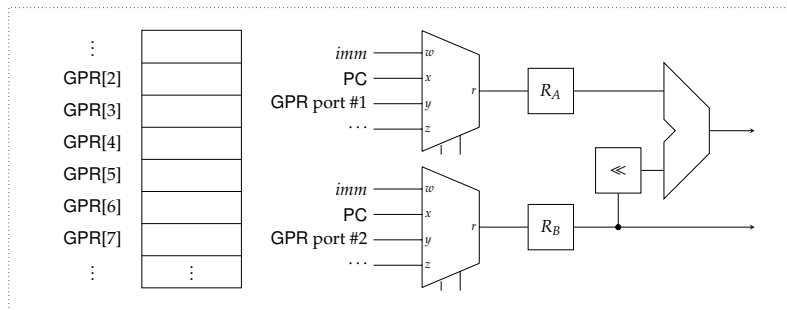 ⋮
GPR[2]
GPR[3]
GPR[4]
GPR[5]
GPR[6]
GPR[7]
⋮
⋮
imm
PC
GPR port #1
⋯
w
x
y
z
r
R_A
imm
PC
GPR port #2
⋯
w
x
y
z
r
R_B
≪